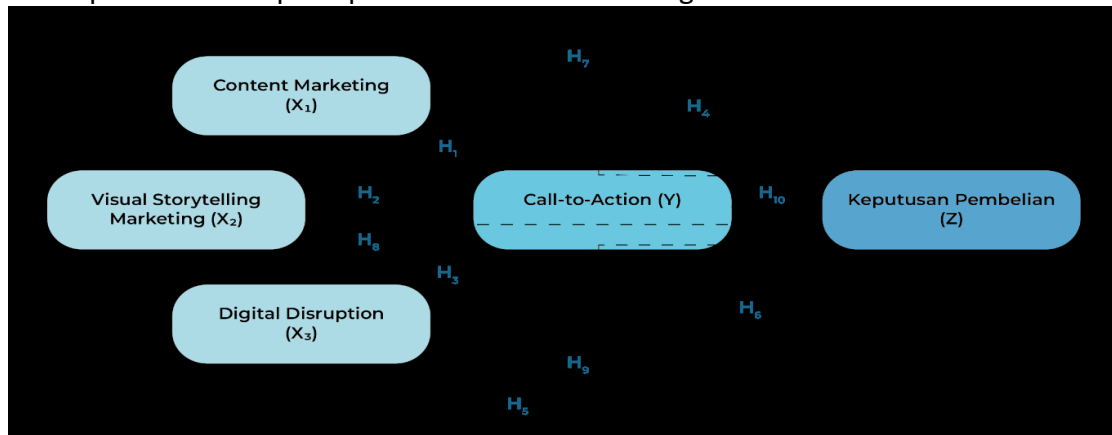 H₇
Content Marketing
(X₁)
H₄
H₁
Visual Storytelling
Marketing (X₂)
H₂
H₈
Call-to-Action (Y)
H₁₀
Keputusan Pembelian
(Z)
H₃
Digital Disruption
(X₃)
H₆
H₉
H₅